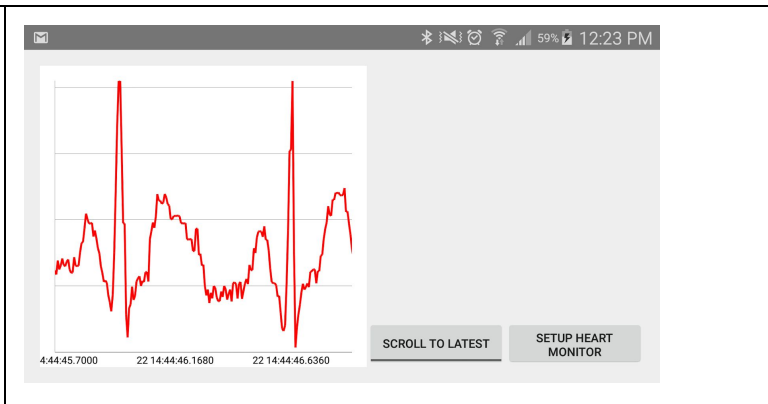 59% 12:23 PM
4:44:45.7000 22 14:44:46.1680 22 14:44:46.6360
SCROLL TO LATEST
SETUP HEART
MONITOR